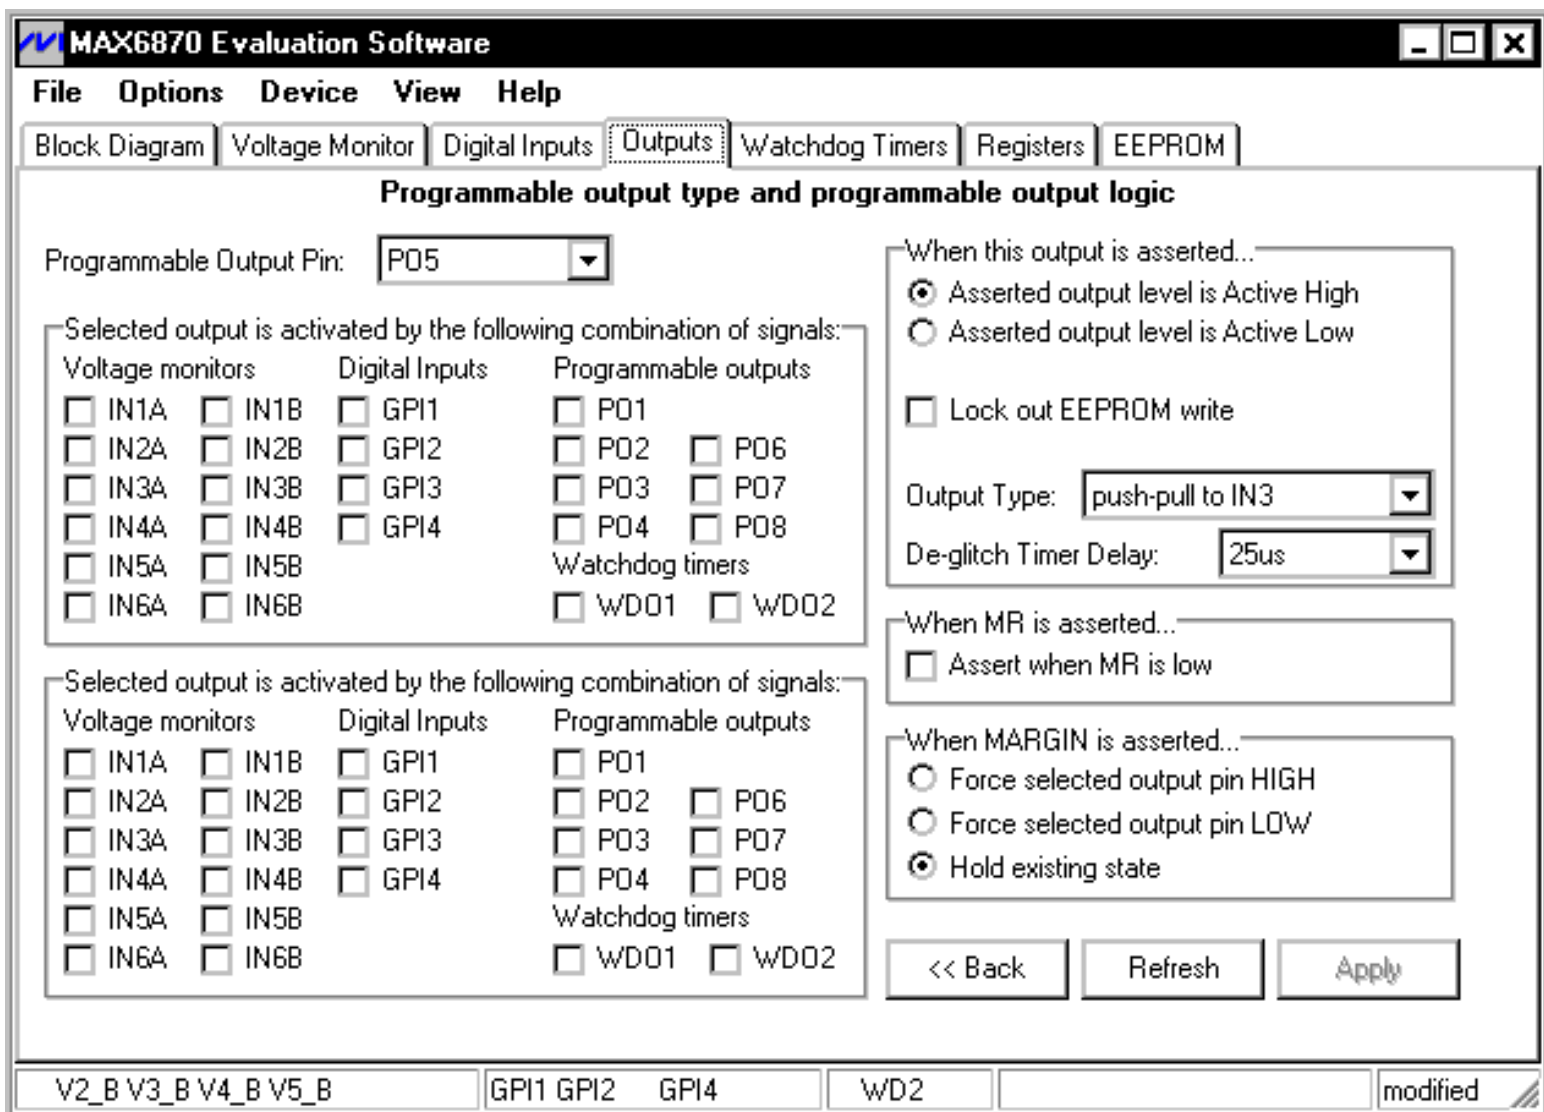 MAX6870 Evaluation Software
File Options Device View Help
Block Diagram Voltage Monitor Digital Inputs Outputs Watchdog Timers Registers EEPROM
Programmable output type and programmable output logic
Programmable Output Pin: PO5
Selected output is activated by the following combination of signals:
Voltage monitors Digital Inputs Programmable outputs
IN1A IN1B GPI1 PO1
IN2A IN2B GPI2 PO2 PO6
IN3A IN3B GPI3 PO3 PO7
IN4A IN4B GPI4 PO4 PO8
IN5A IN5B Watchdog timers
IN6A IN6B WDO1 WDO2
Selected output is activated by the following combination of signals:
Voltage monitors Digital Inputs Programmable outputs
IN1A IN1B GPI1 PO1
IN2A IN2B GPI2 PO2 PO6
IN3A IN3B GPI3 PO3 PO7
IN4A IN4B GPI4 PO4 PO8
IN5A IN5B Watchdog timers
IN6A IN6B WDO1 WDO2
When this output is asserted...
Asserted output level is Active High
Asserted output level is Active Low
Lock out EEPROM write
Output Type: push-pull to IN3
De-glitch Timer Delay: 25us
When MR is asserted...
Assert when MR is low
When MARGIN is asserted...
Force selected output pin HIGH
Force selected output pin LOW
Hold existing state
<< Back Refresh Apply
V2_B V3_B V4_B V5_B GPI1 GPI2 GPI4 WD2 modified